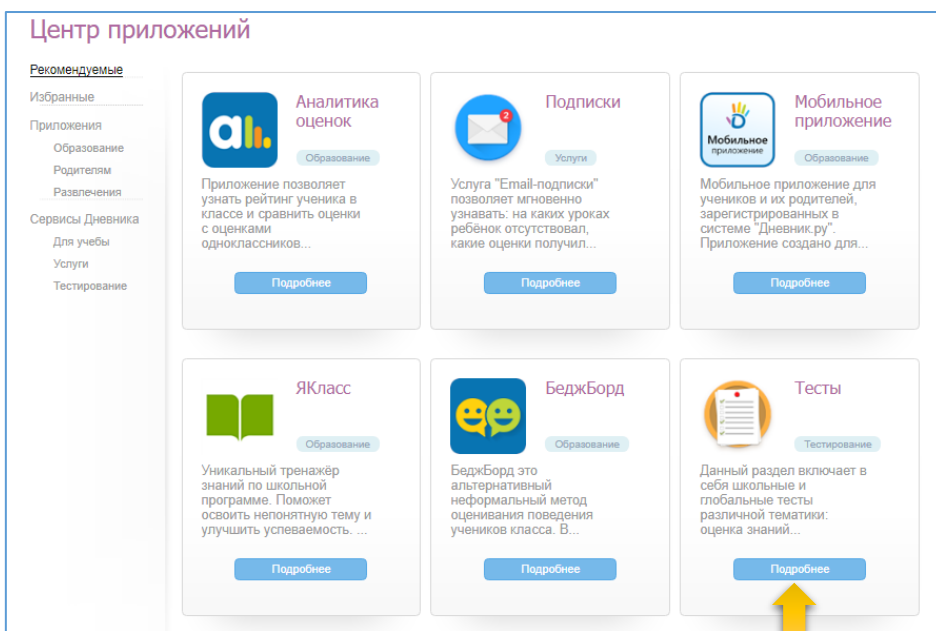 Центр приложений
Рекомендуемые
Избранные
Приложения
Образование
Родителям
Развлечения
Сервисы Дневника
Для учебы
Услуги
Тестирование
Аналитика
оценок
Образование
Приложение позволяет
узнать рейтинг ученика в
классе и сравнить оценки
с оценками
одноклассников...
Подробнее
2
Подписки
Услуги
Услуга "Email-подписки"
позволяет мгновенно
узнавать: на каких уроках
ребёнок отсутствовал,
какие оценки получил...
Подробнее
Мобильное
приложение
Мобильное
приложение
Образование
Мобильное приложение для
учеников и их родителей,
зарегистрированных в
системе "Дневник.ру".
Приложение создано для...
Подробнее
ЯКласс
Образование
Уникальный тренажёр
знаний по школьной
программе. Поможет
освоить непонятную тему и
улучшить успеваемость. ...
Подробнее
БеджБорд
Образование
БеджБорд это
альтернативный
неформальный метод
оценивания поведения
учеников класса. В...
Подробнее
Тесты
Тестирование
Данный раздел включает в
себя школьные и
глобальные тесты
различной тематики:
оценка знаний...
Подробнее